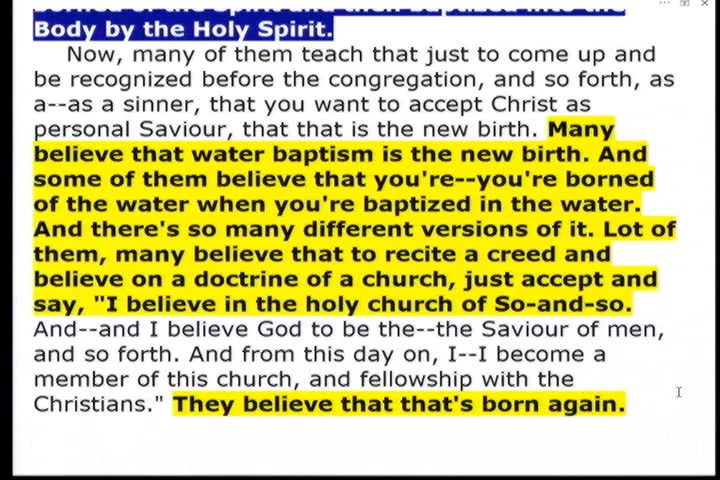 Body by the Holy Spirit.
Now, many of them teach that just to come up and
be recognized before the congregation, and so forth, as
a--as a sinner, that you want to accept Christ as
personal Saviour, that that is the new birth. Many
believe that water baptism is the new birth. And
some of them believe that you're--you're borned
of the water when you're baptized in the water.
And there's so many different versions of it. Lot of
them, many believe that to recite a creed and
believe on a doctrine of a church, just accept and
say, "I believe in the holy church of So-and-so.
And--and I believe God to be the--the Saviour of men,
and so forth. And from this day on, I--I become a
member of this church, and fellowship with the
Christians." They believe that that's born again.